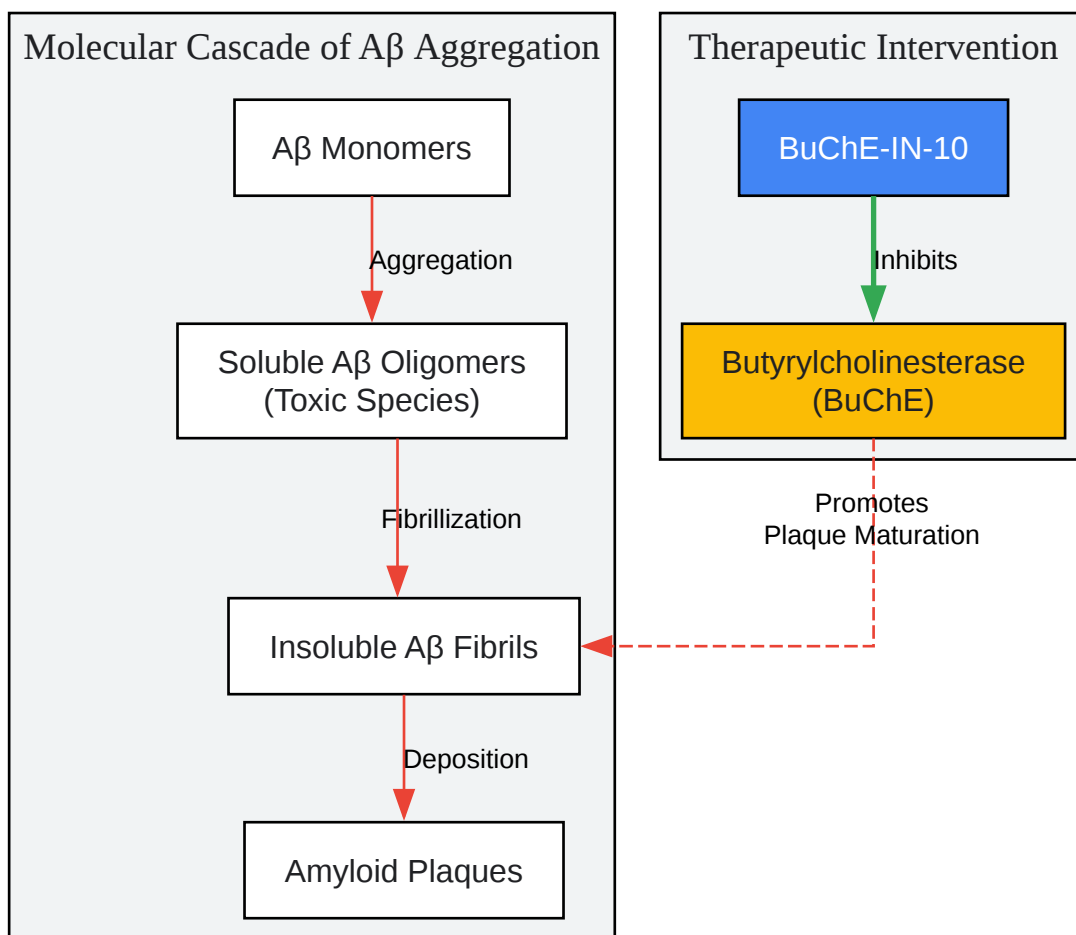 Molecular Cascade of Aβ Aggregation
Aβ Monomers
Aggregation
Soluble Aβ Oligomers
(Toxic Species)
Fibrillization
Insoluble Aβ Fibrils
Deposition
Amyloid Plaques
Therapeutic Intervention
BuChE-IN-10
Inhibits
Butyrylcholinesterase
(BuChE)
Promotes
Plaque Maturation